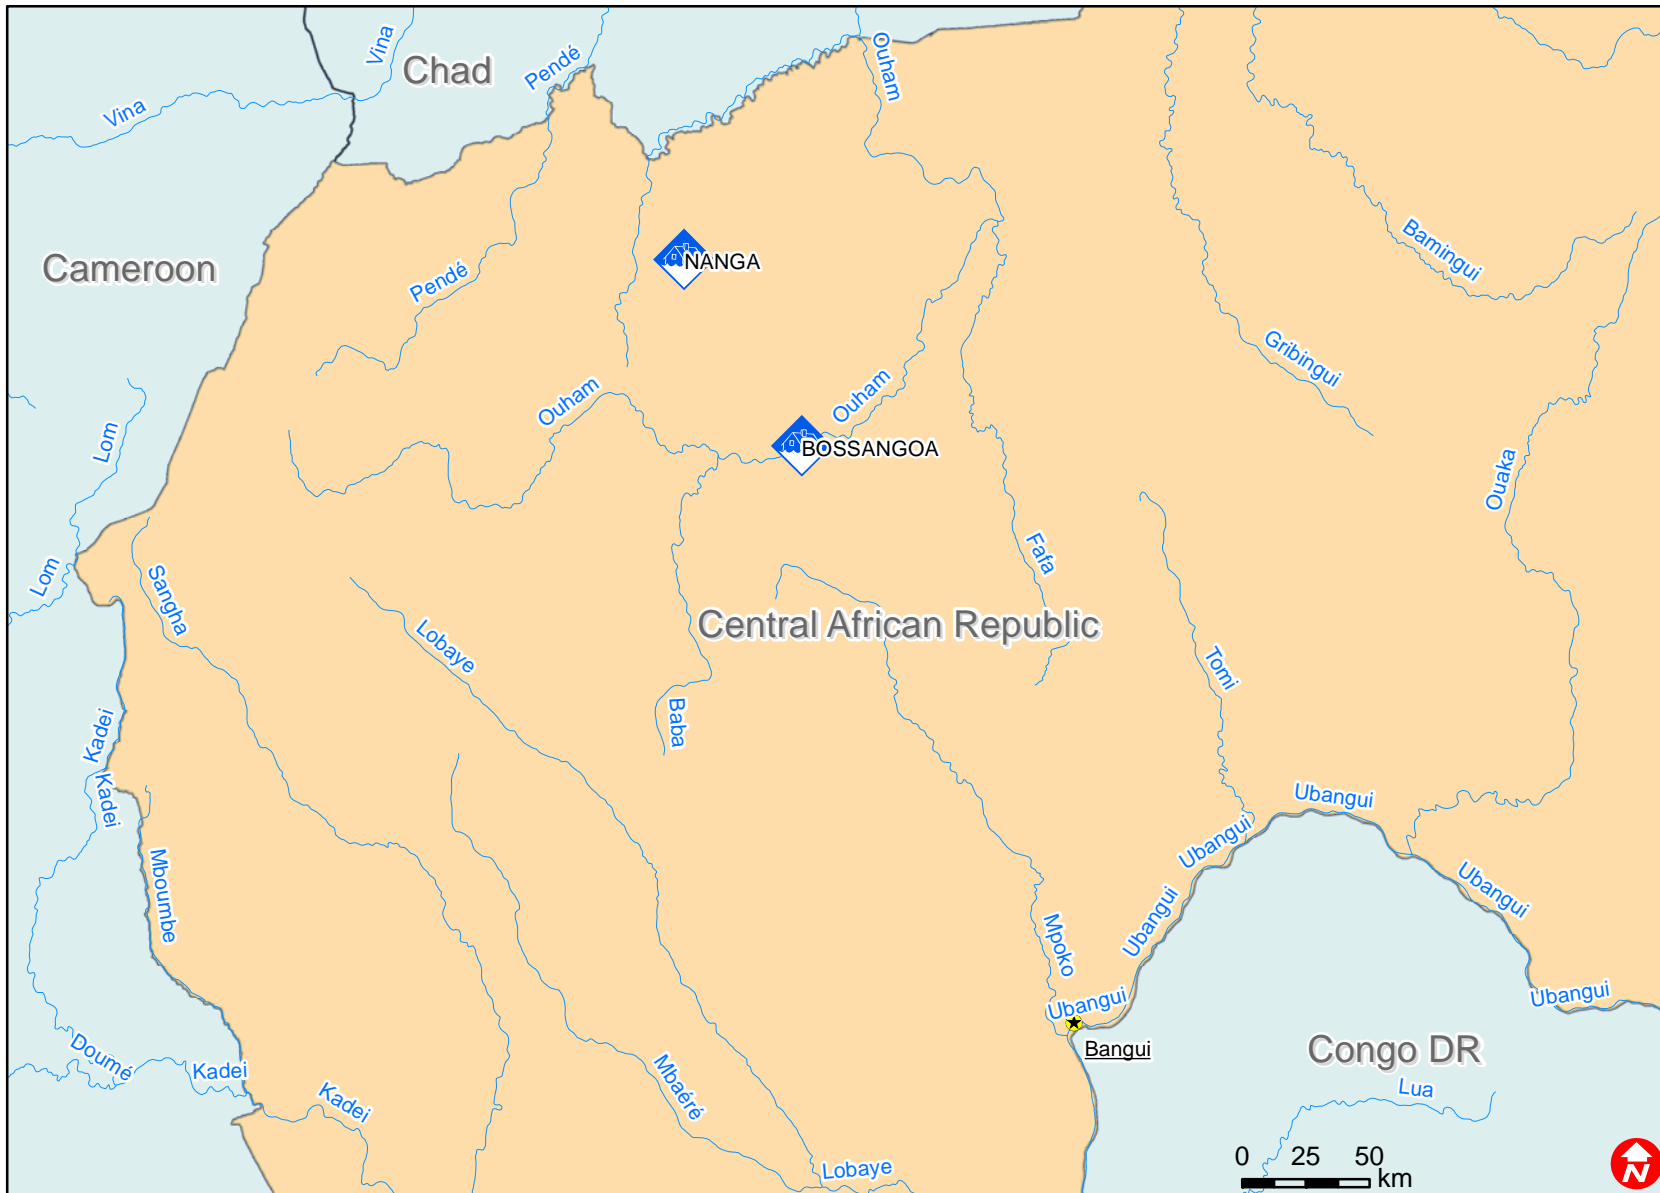 Vina
Chad
Pendé
Ouham
Vina
Cameroon
NANGA
Bamingui
Pendé
Gribingui
Ouham
Ouham
Lom
BOSSANGOA
Ouaka
Fafa
Lom
Sangha
Central African Republic
Lobaye
Tomi
Baba
Kadei
Kadei
Ubangui
Ubangui
Mboumbe
Ubangui
Ubangui
Mpoko
Ubangui
Ubangui
Bangui
Congo DR
Doumé
Kadei
Kadei
Mbaéré
Lua
Lobaye
0 25 50
km
N